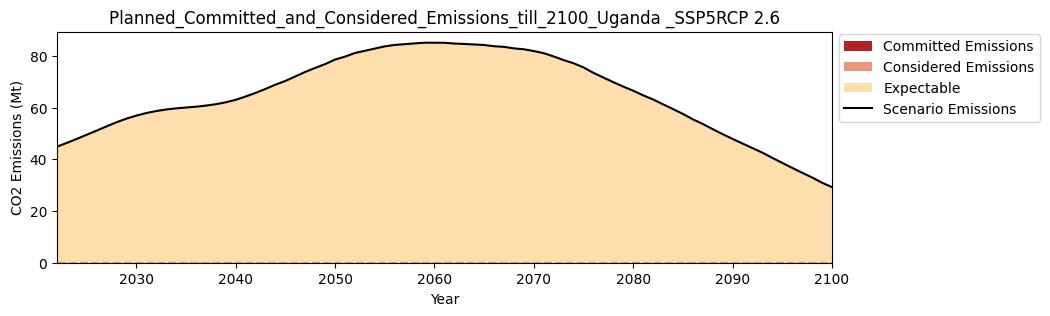 Planned_Committed_and_Considered_Emissions_till_2100_Uganda _SSP5RCP 2.6
Committed Emissions
Considered Emissions
Expectable
Scenario Emissions
CO2 Emissions (Mt)
80
60
40
20
0
2030 2040 2050 2060 2070 2080 2090 2100
Year